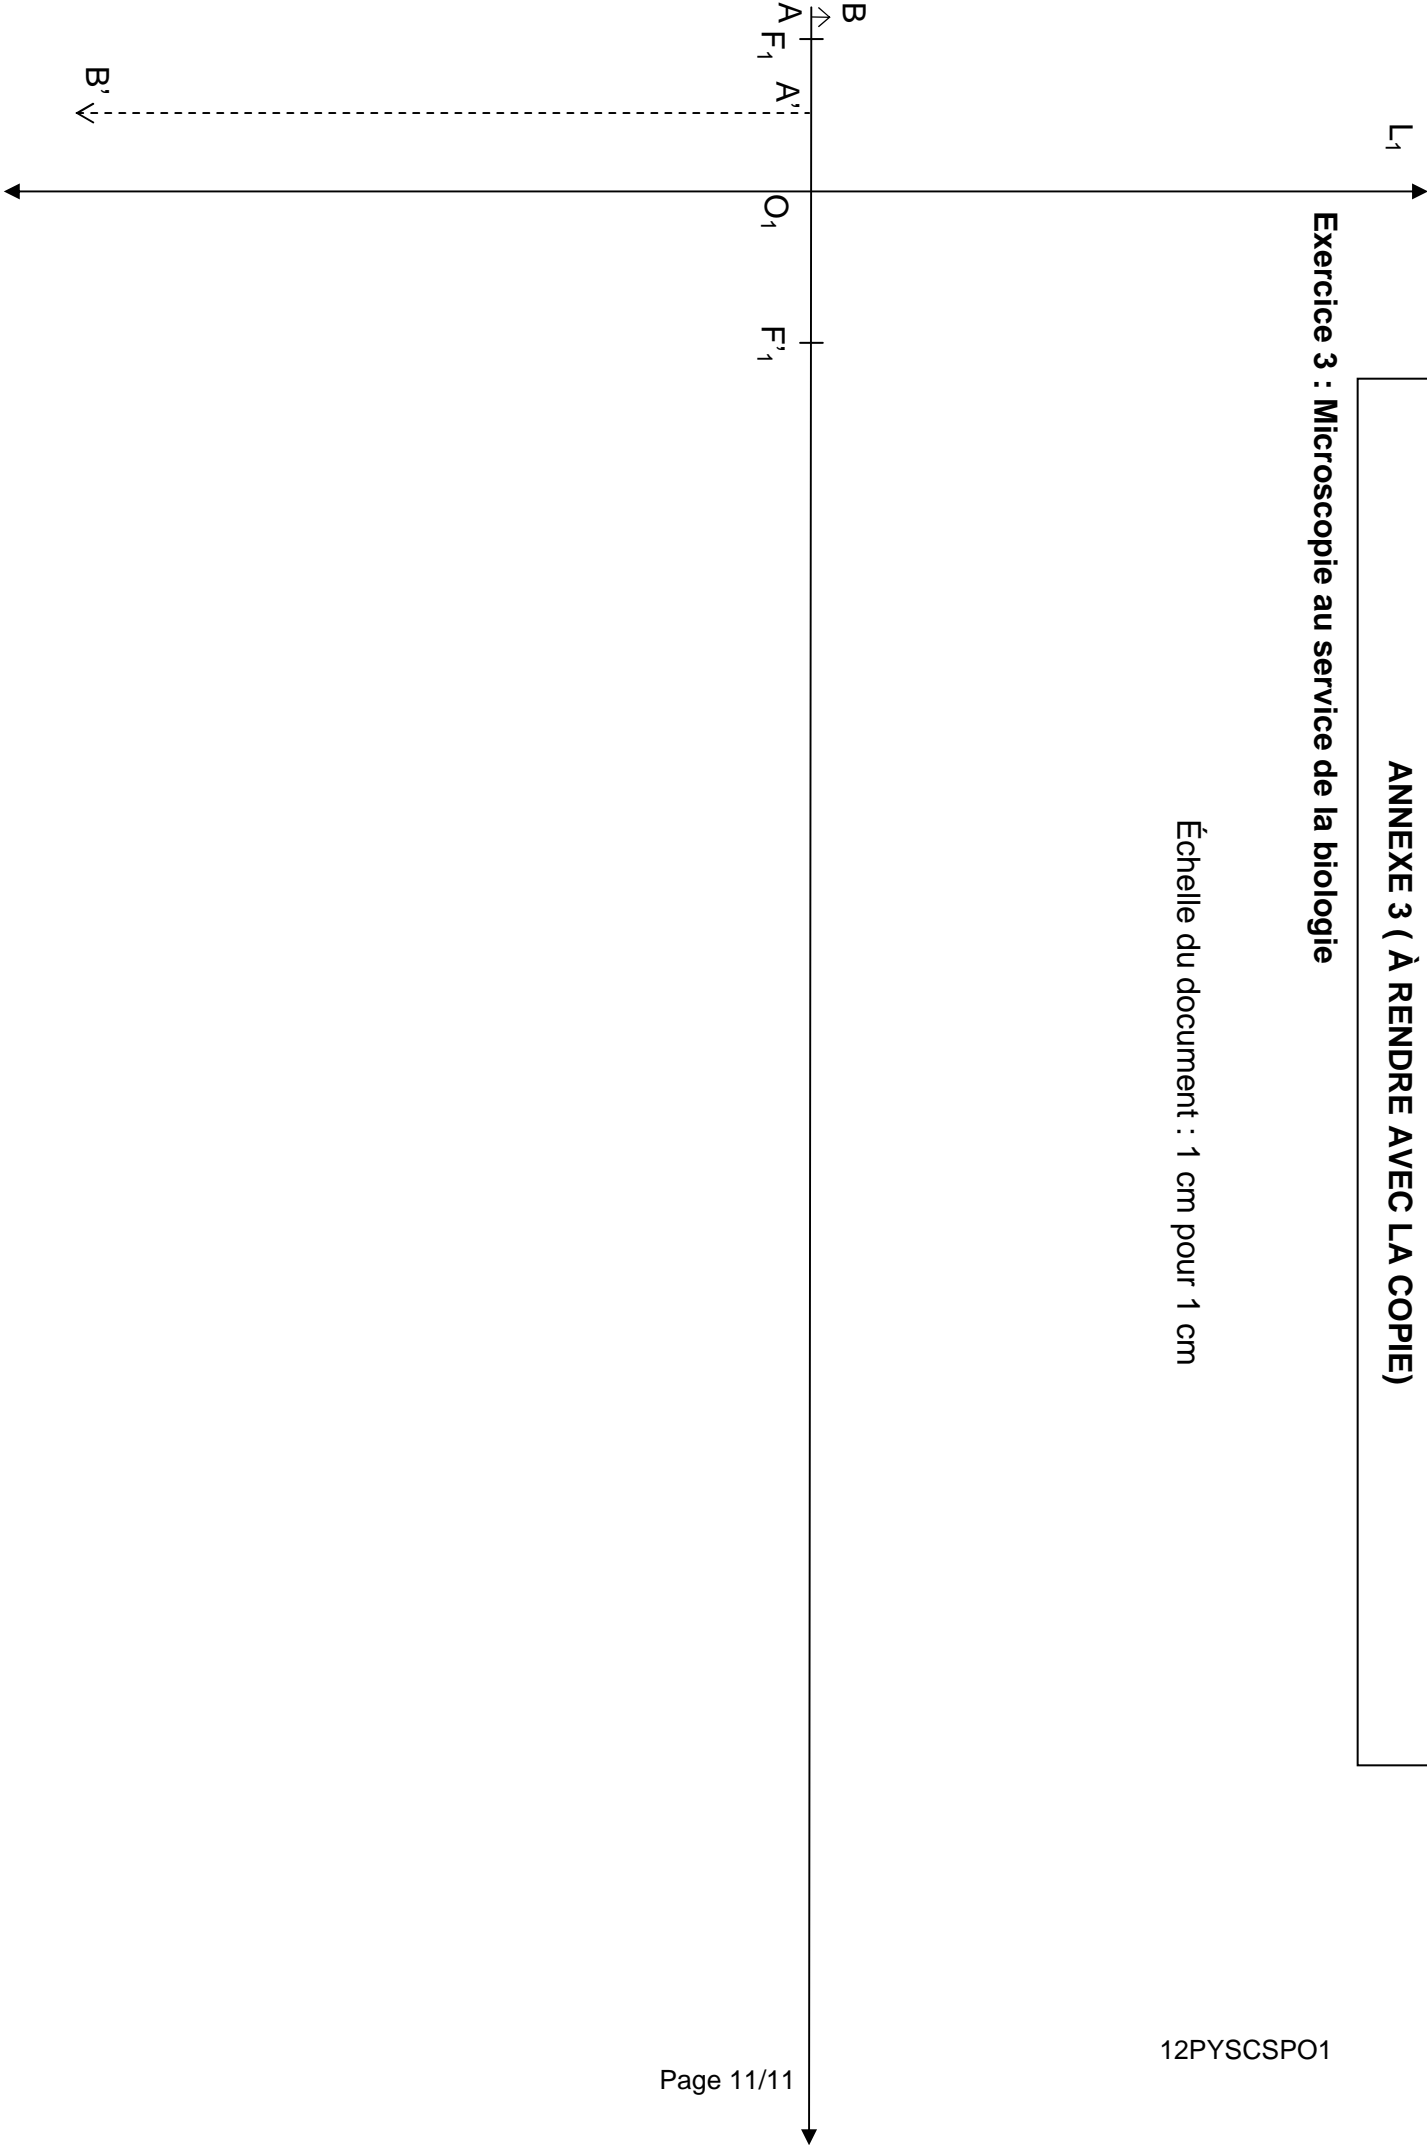 ANNEXE 3 ( À RENDRE AVEC LA COPIE)
Exercice 3 : Microscopie au service de la biologie
Échelle du document : 1 cm pour 1 cm
L1
B
A
F1
A'
B'
O1
F'1
12PYSCSPO1
Page 11/11